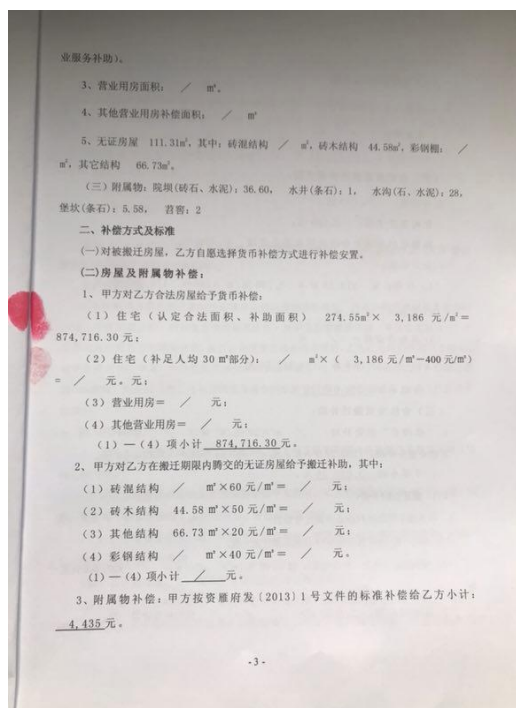 业服务补助)。
3、营业用房面积: / ㎡。
4、其他营业用房补偿面积: / ㎡
5、无证房屋 111.31㎡,其中:砖混结构 / ㎡,砖木结构 44.58㎡,彩钢棚: /
㎡,其它结构 66.73㎡。
(三)附属物:院坝(砖石、水泥):36.60, 水井(条石):1, 水沟(石、水泥):28,
堡坎(条石):5.58, 苕窖:2
二、补偿方式及标准
(一)对被搬迁房屋,乙方自愿选择货币补偿方式进行补偿安置。
(二)房屋及附属物补偿:
1、甲方对乙方合法房屋给予货币补偿:
(1)住宅(认定合法面积、补助面积) 274.55㎡× 3,186 元/㎡=
874,716.30 元;
(2)住宅(补足人均 30 ㎡部分): / ㎡×( 3,186 元/㎡-400 元/㎡)
= / 元。元;
(3)营业用房= / 元;
(4)其他营业用房= / 元;
(1)—(4)项小计 874,716.30 元。
2、甲方对乙方在搬迁期限内腾交的无证房屋给予搬迁补助,其中:
(1)砖混结构 / ㎡×60 元/㎡= / 元;
(2)砖木结构 44.58 ㎡×50 元/㎡= / 元;
(3)其他结构 66.73 ㎡×20 元/㎡= / 元;
(4)彩钢结构 / ㎡×40 元/㎡= / 元。
(1)—(4)项小计 / 元。
3、附属物补偿:甲方按资雁府发〔2013〕1 号文件的标准补偿给乙方小计:
4,435 元。
-3-